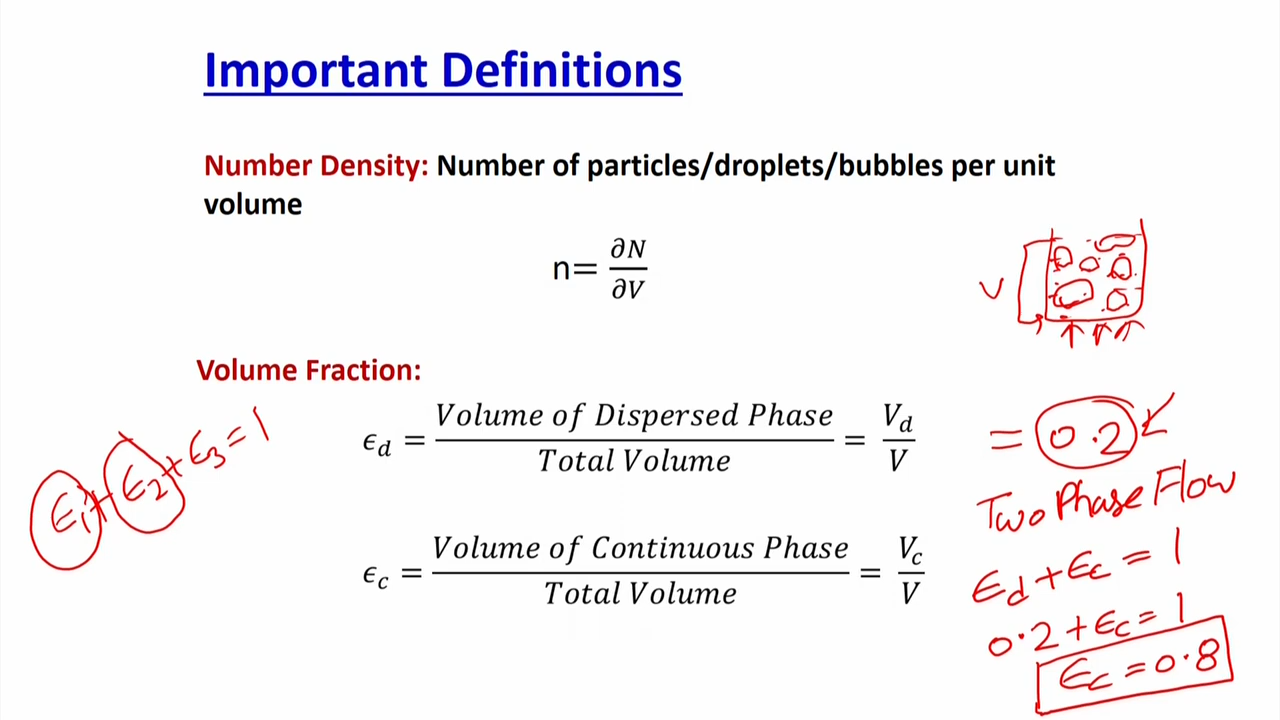 Important Definitions
Number Density: Number of particles/droplets/bubbles per unit
volume
n= ∂N/∂V
V
Volume Fraction:
ϵd = Volume of Dispersed Phase / Total Volume = Vd/V
= 0.2
Two Phase Flow
ϵ1 + ϵ2 + ϵ3 = 1
ϵc = Volume of Continuous Phase / Total Volume = Vc/V
ϵd + ϵc = 1
0.2 + ϵc = 1
ϵc = 0.8